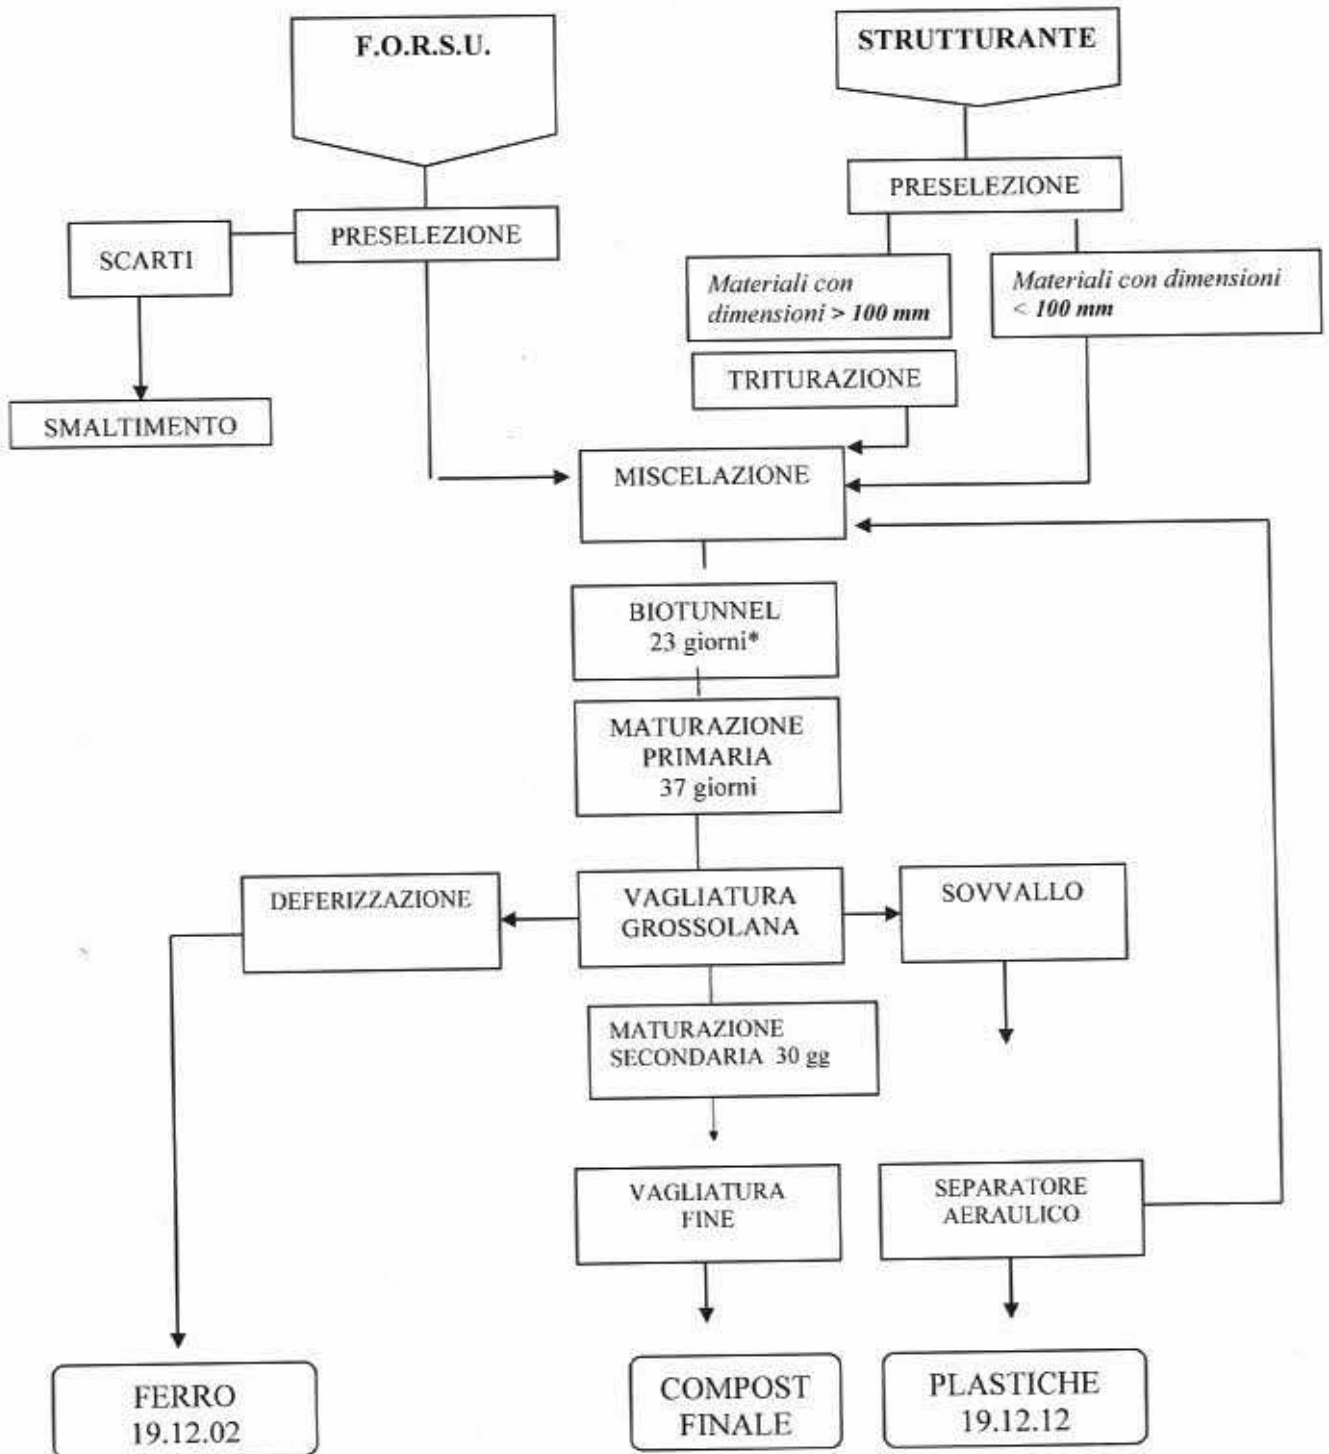 F.O.R.S.U.
STRUTTURANTE
PRESELEZIONE
PRESELEZIONE
SCARTI
Materiali con
dimensioni > 100 mm
Materiali con dimensioni
< 100 mm
TRITURAZIONE
SMALTIMENTO
MISCELAZIONE
BIOTUNNEL
23 giorni*
MATURAZIONE
PRIMARIA
37 giorni
DEFERIZZAZIONE
VAGLIATURA
GROSSOLANA
SOVVALLO
MATURAZIONE
SECONDARIA 30 gg
VAGLIATURA
FINE
SEPARATORE
AERAULICO
FERRO
19.12.02
COMPOST
FINALE
PLASTICHE
19.12.12